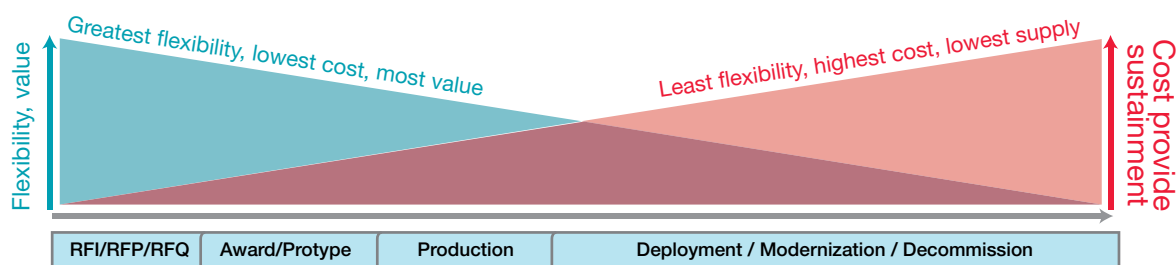 Greatest flexibility, lowest cost, most value
Least flexibility, highest cost, lowest supply
Flexibility, value
Cost provide
sustainment
RFI/RFP/RFQ
Award/Protype
Production
Deployment / Modernization / Decommission